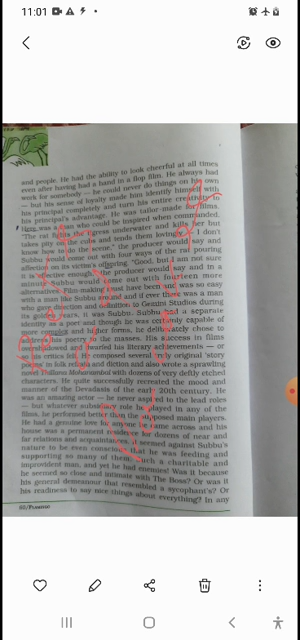 11:01
and people. He had the ability to look cheerful at all times
even after having had a hand in a flop film. He always had
work for somebody — he could never do things on his own
— but his sense of loyalty made him identify himself with
his principal completely and turn his entire creativity to
his principal's advantage. He was tailor-made for films.
was a man who could be inspired when commanded.
"The rat fights the tigress underwater and kills her but
takes pity on the cubs and tends them lovingly — I don't
know how to do the scene," the producer would say and
Subbu would come out with four ways of the rat pouring
affection on its victim's offering. "Good, but I am not sure
it is effective enough," the producer would say and in a
minute Subbu would come out with fourteen more
alternatives. Film-making must have been and was so easy
with a man like Subbu around and if ever there was a man
who gave direction and definition to Gemini Studios during
its golden years, it was Subbu. Subbu had a separate
identity as a poet and though he was certainly capable of
more complex and higher forms, he deliberately chose to
address his poetry to the masses. His success in films
overshadowed and dwarfed his literary achievements — or
so his critics felt. He composed several truly original 'story
poems' in folk refrain and diction and also wrote a sprawling
novel Thillana Mohanambal with dozens of very deftly etched
characters. He quite successfully recreated the mood and
manner of the Devadasis of the early 20th century. He
was an amazing actor — he never aspired to the lead roles
— but whatever subsidiary role he played in any of the
films, he performed better than the supposed main players.
He had a genuine love for anyone he came across and his
house was a permanent residence for dozens of near and
far relations and acquaintances. It seemed against Subbu's
nature to be even conscious that he was feeding and
supporting so many of them. Such a charitable and
improvident man, and yet he had enemies! Was it because
he seemed so close and intimate with The Boss? Or was it
his general demeanour that resembled a sycophant's? Or
his readiness to say nice things about everything? In any
60/Flamingo